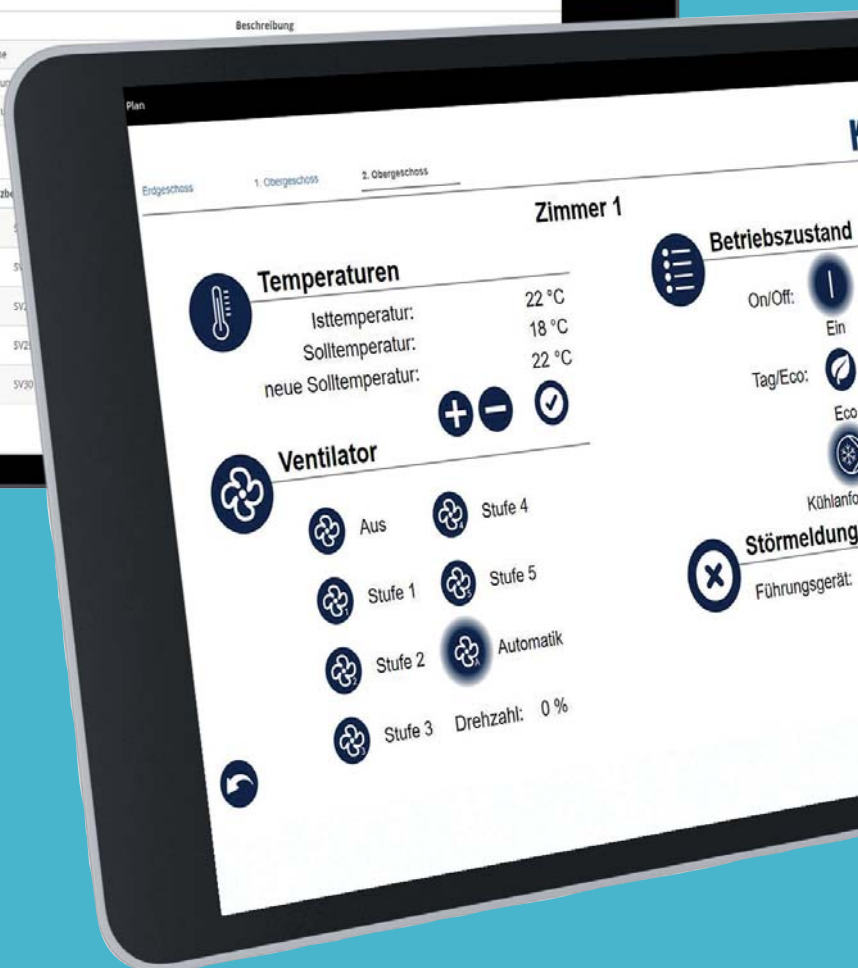 Beschreibung
Plan
Erdgeschoss
1. Obergeschoss
2. Obergeschoss
Zimmer 1
Temperaturen
Isttemperatur: 22 °C
Solltemperatur: 18 °C
neue Solltemperatur: 22 °C
Ventilator
Aus
Stufe 4
Stufe 1
Stufe 5
Stufe 2
Automatik
Stufe 3
Drehzahl: 0 %
Betriebszustand
On/Off:
Ein
Tag/Eco:
Eco
Kühlanfo
Störmeldung
Führungsgerät: